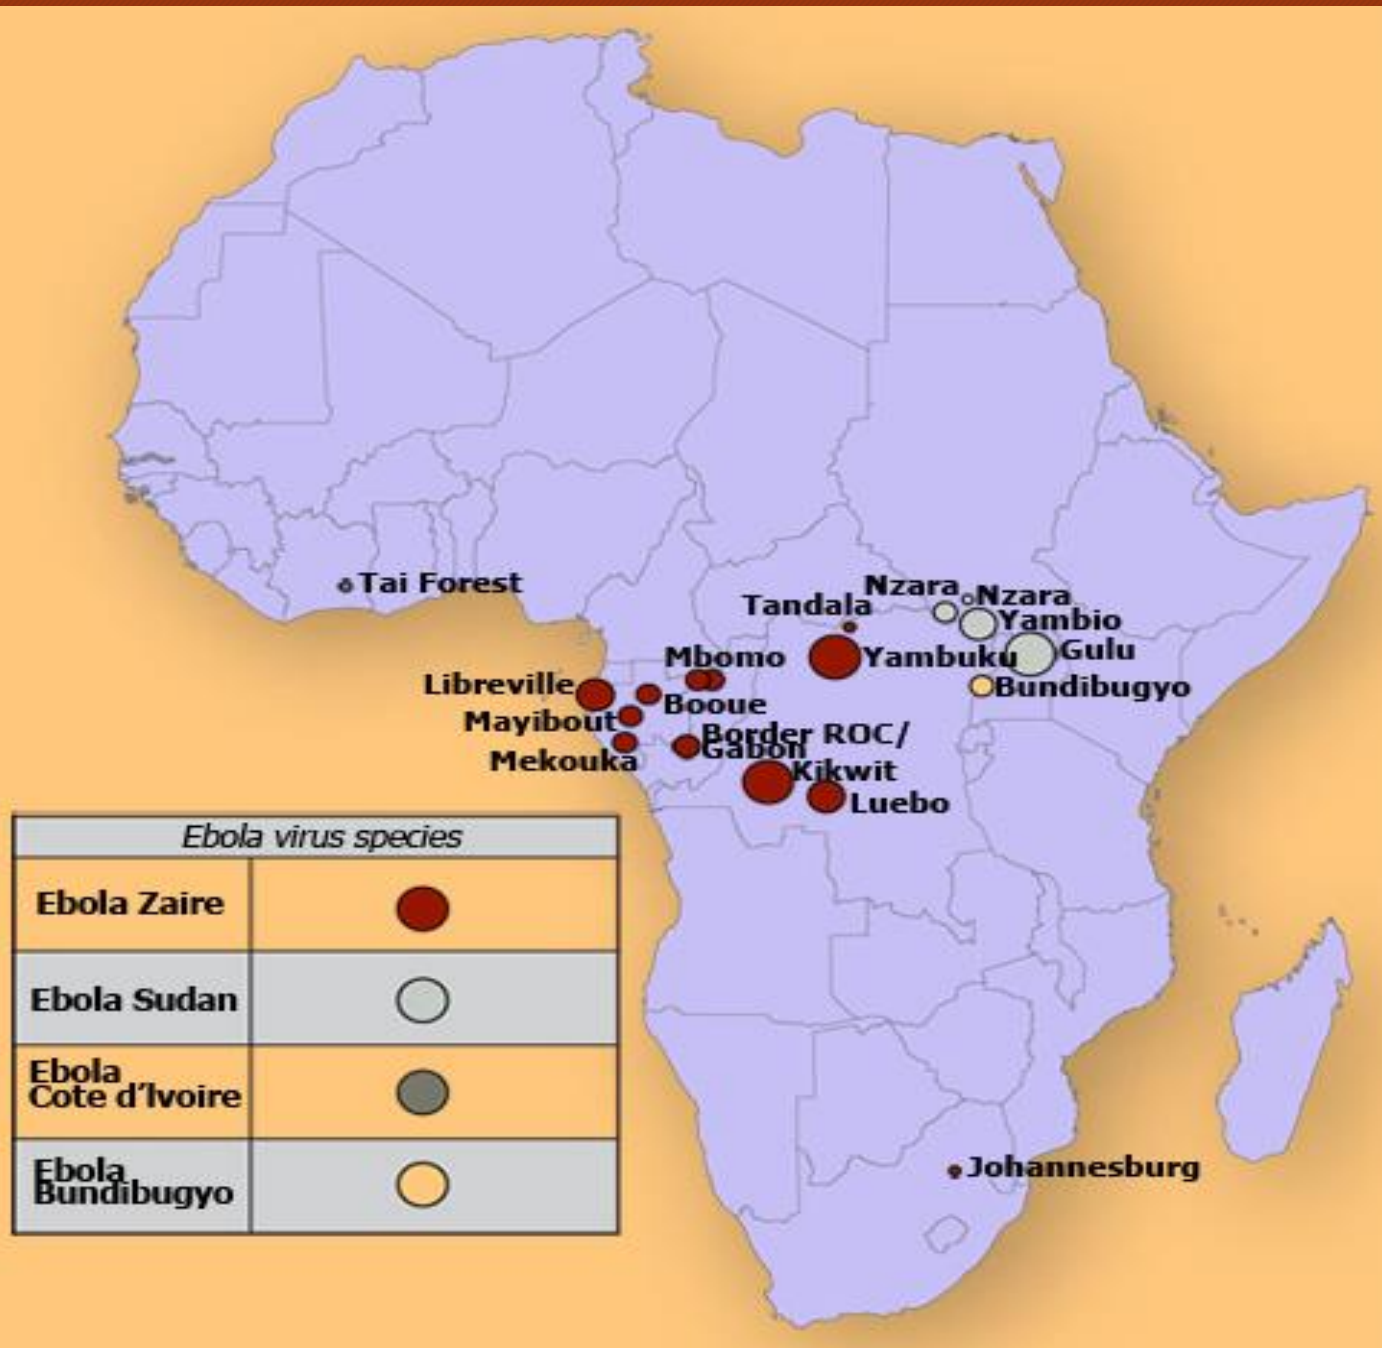 Tai Forest
Nzara
Nzara
Tandala
Yambio
Mbomo
Yambuku
Gulu
Libreville
Bundibugyo
Booue
Mayibout
Border ROC/
Gabon
Mekouka
Kikwit
Luebo
Ebola virus species
Ebola Zaire
Ebola Sudan
Ebola
Cote d'Ivoire
Ebola
Bundibugyo
Johannesburg